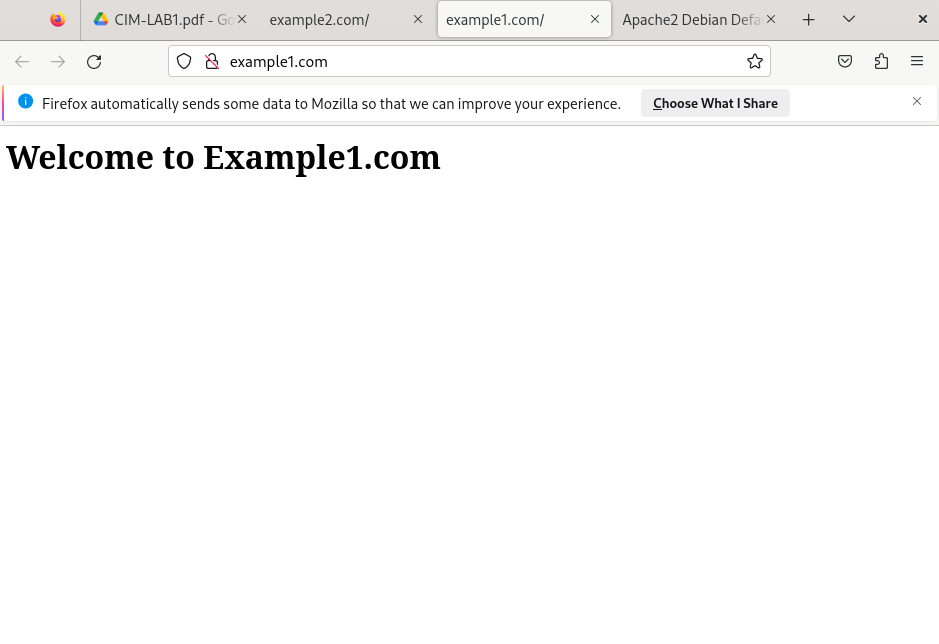 CIM-LAB1.pdf - Go
example2.com/
example1.com/
Apache2 Debian Defa
example1.com
Firefox automatically sends some data to Mozilla so that we can improve your experience.
Choose What I Share
Welcome to Example1.com